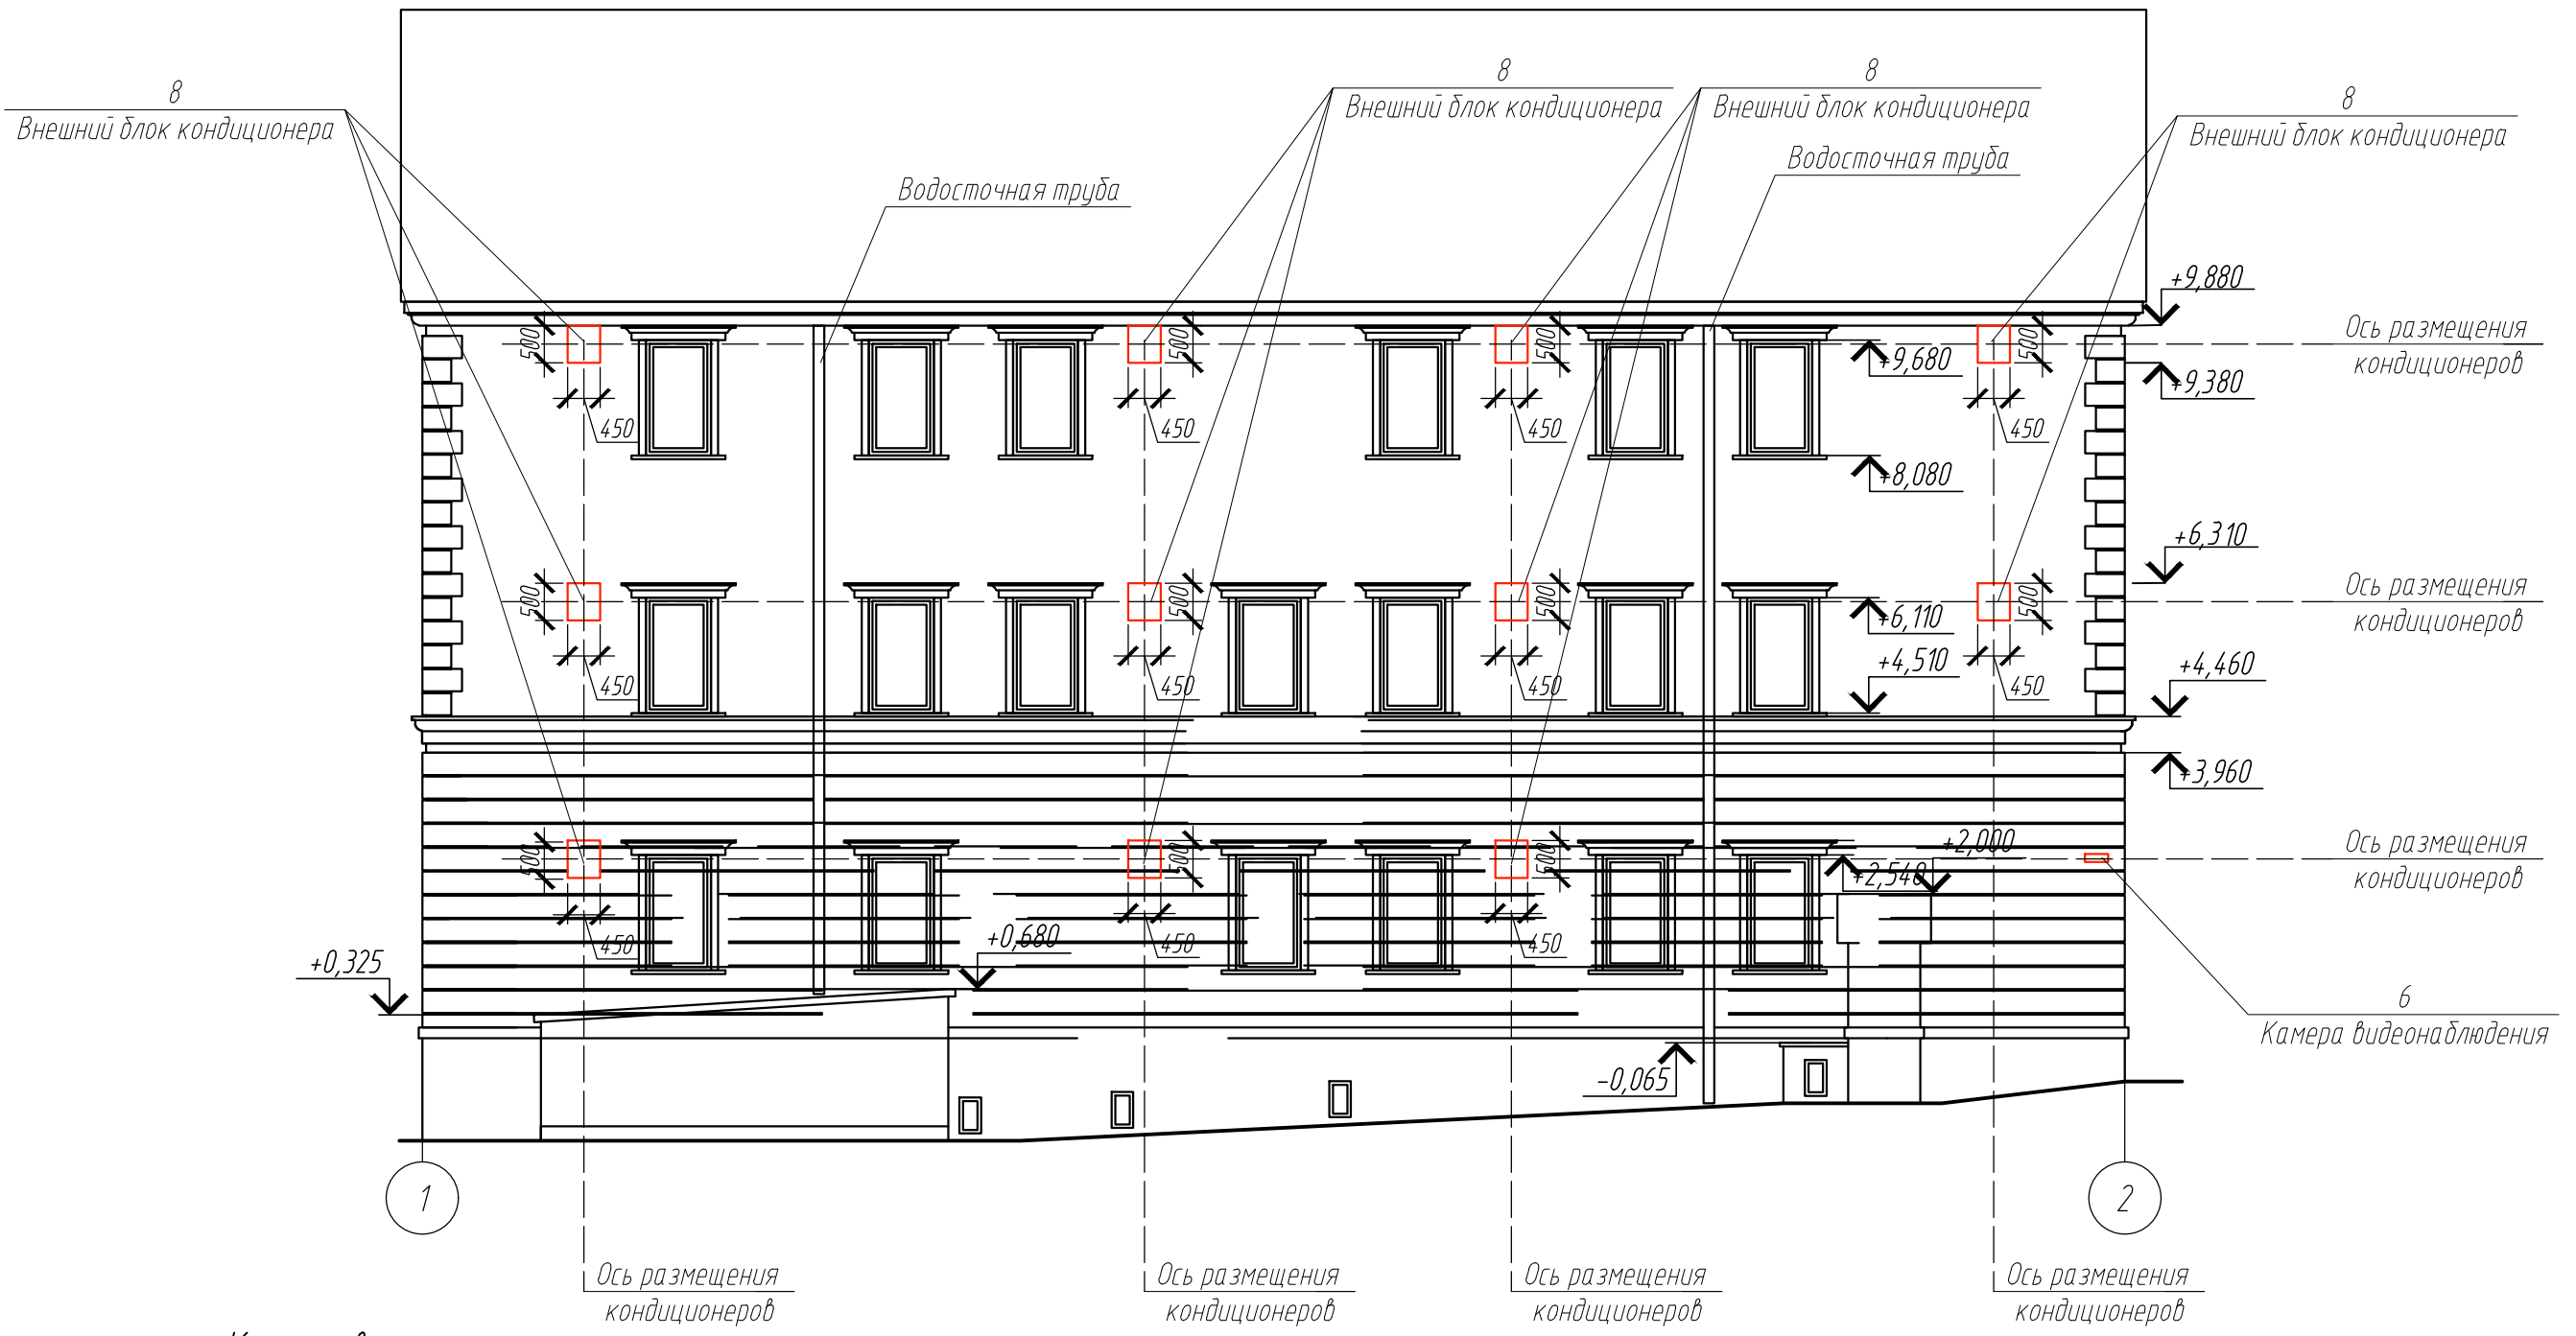 8
Внешний блок кондиционера
8
Внешний блок кондиционера
8
Внешний блок кондиционера
8
Внешний блок кондиционера
Водосточная труба
Водосточная труба
+9,880
Ось размещения
кондиционеров
500
500
500
500
+9,680
+9,380
450
450
450
450
+8,080
+6,310
Ось размещения
кондиционеров
500
500
500
500
+6,110
+4,510
+4,460
450
450
450
450
+3,960
Ось размещения
кондиционеров
500
500
500
+2,000
+2,540
450
450
450
+0,680
+0,325
6
Камера видеонаблюдения
-0,065
1
2
Ось размещения
кондиционеров
Ось размещения
кондиционеров
Ось размещения
кондиционеров
Ось размещения
кондиционеров